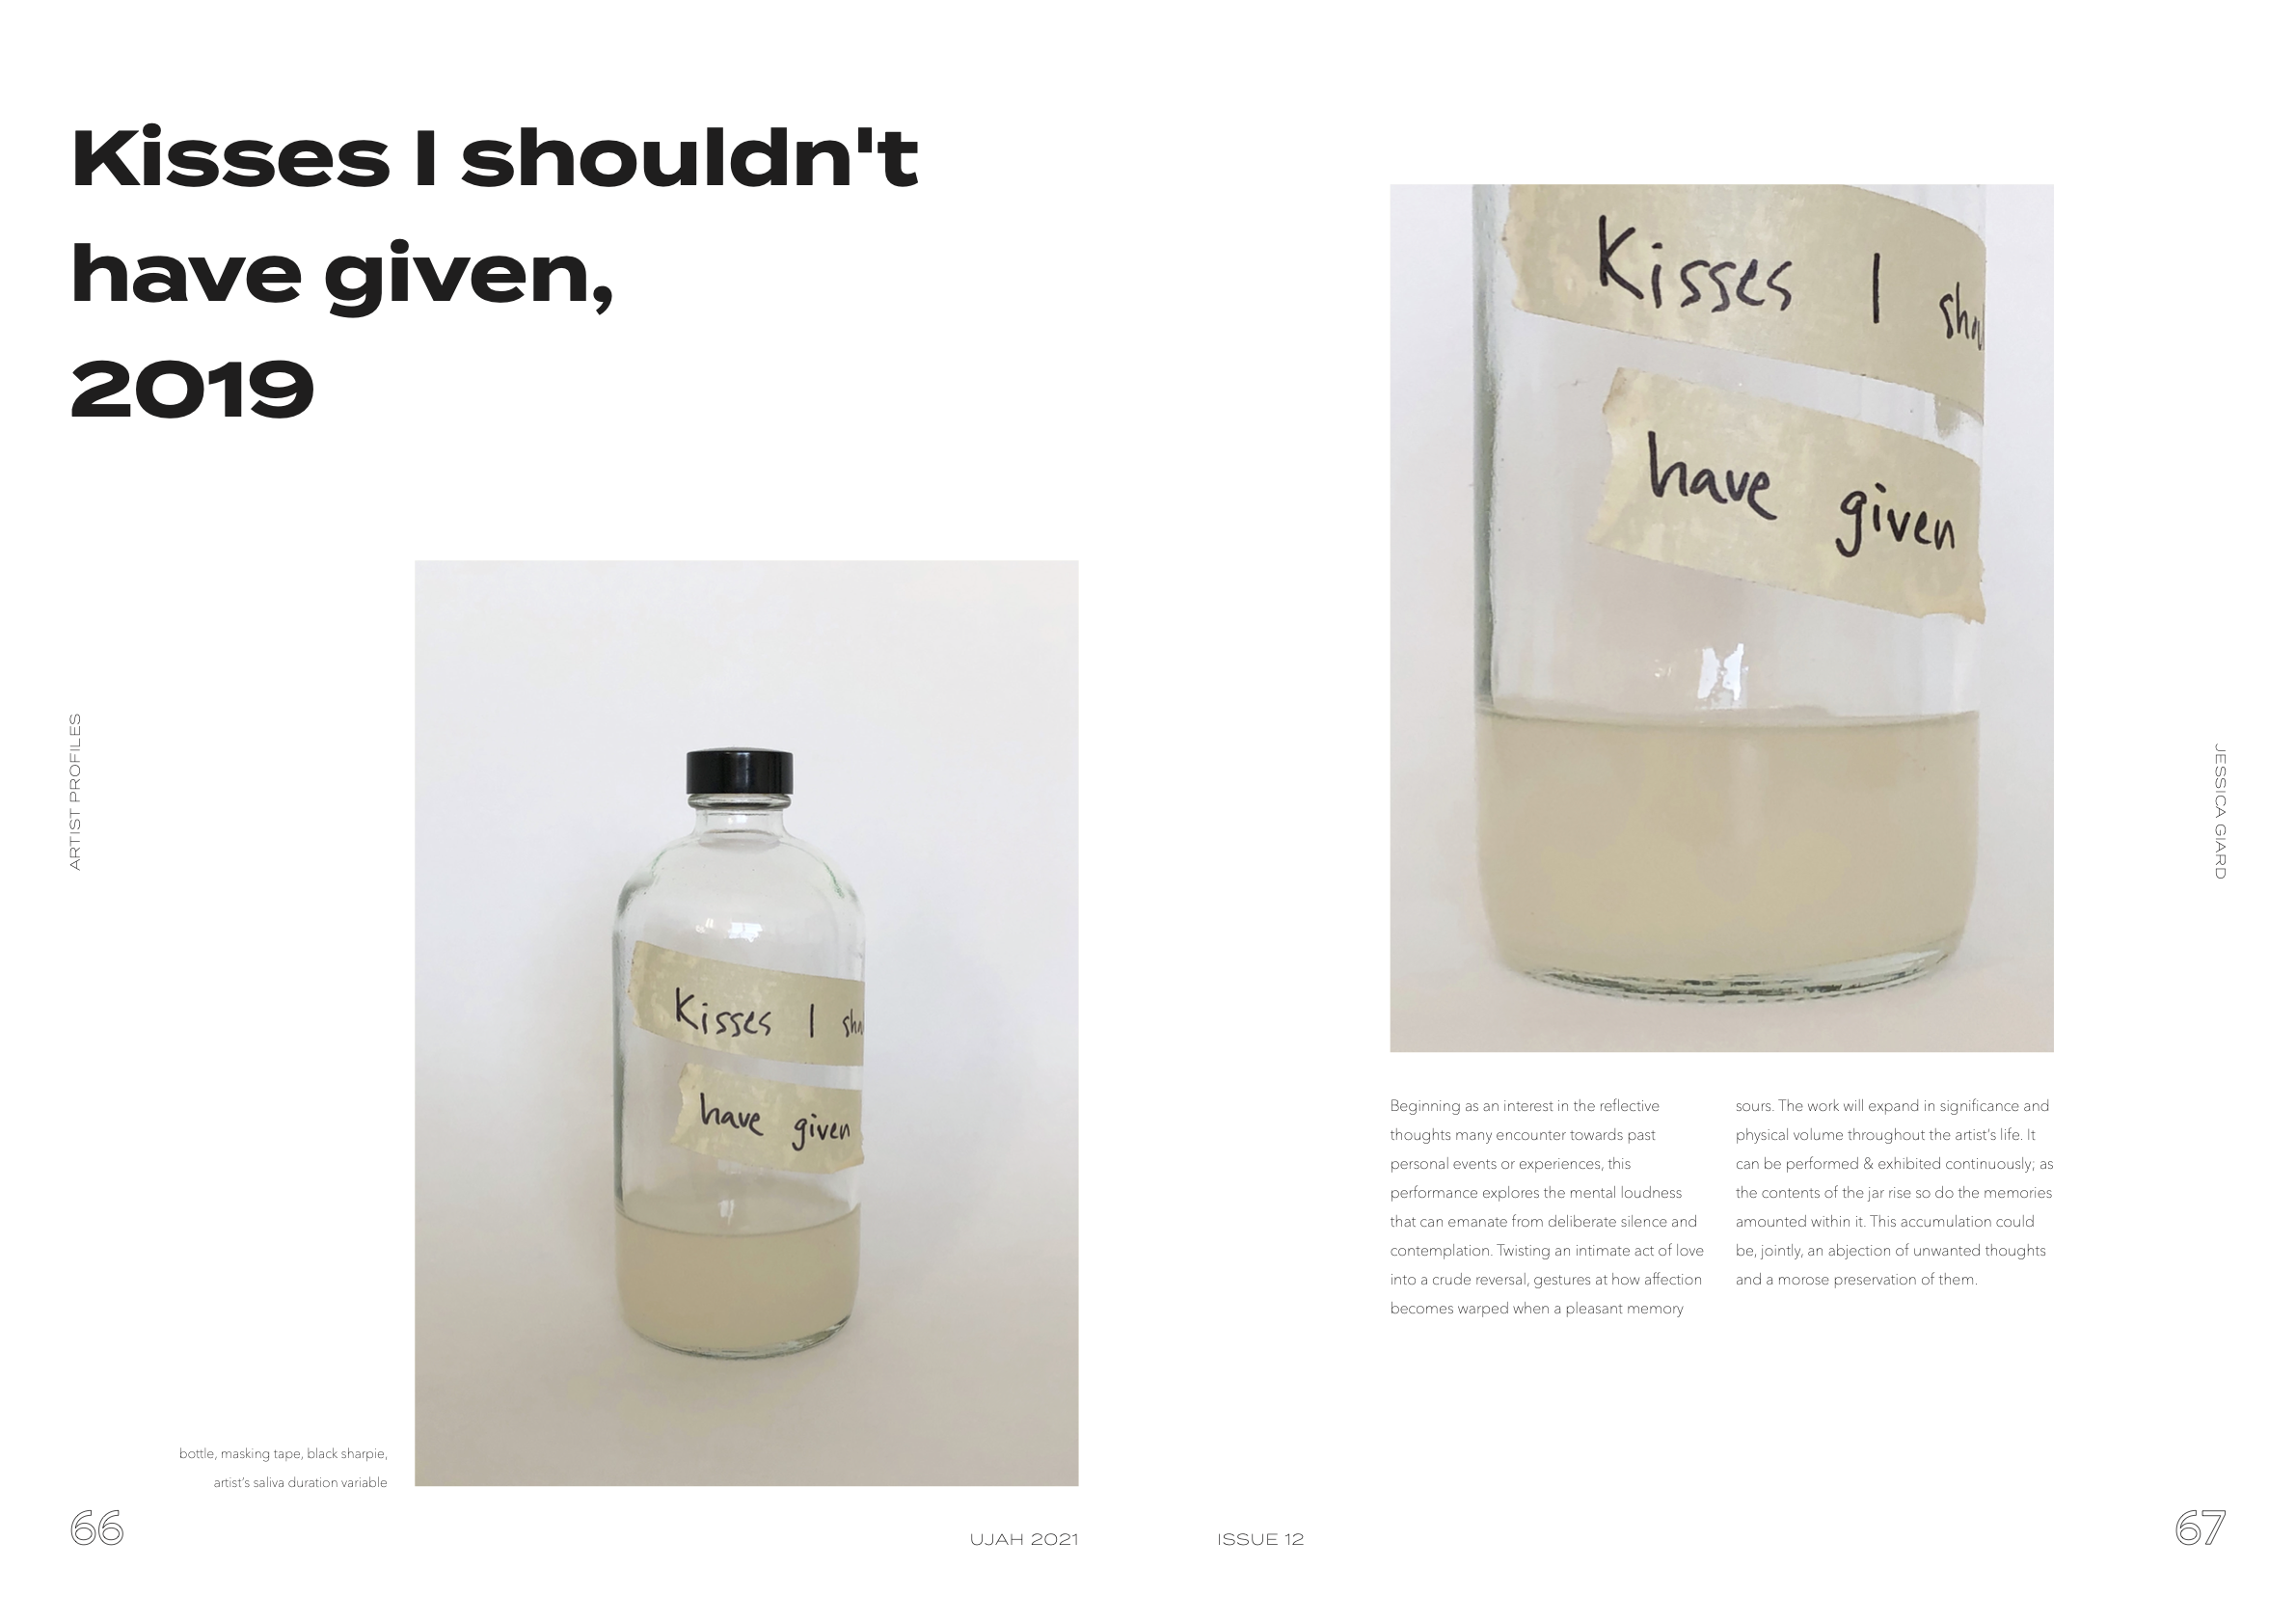 Kisses I shouldn't
have given,
2019
ARTIST PROFILES
Kisses I
have given
bottle, masking tape, black sharpie,
artist's saliva duration variable
66
UJAH 2021
Kisses I
have given
Beginning as an interest in the reflective
thoughts many encounter towards past
personal events or experiences, this
performance explores the mental loudness
that can emanate from deliberate silence and
contemplation. Twisting an intimate act of love
into a crude reversal, gestures at how affection
becomes warped when a pleasant memory
sours. The work will expand in significance and
physical volume throughout the artist's life. It
can be performed & exhibited continuously; as
the contents of the jar rise so do the memories
amounted within it. This accumulation could
be, jointly, an abjection of unwanted thoughts
and a morose preservation of them.
JESSICA GIARD
ISSUE 12
67